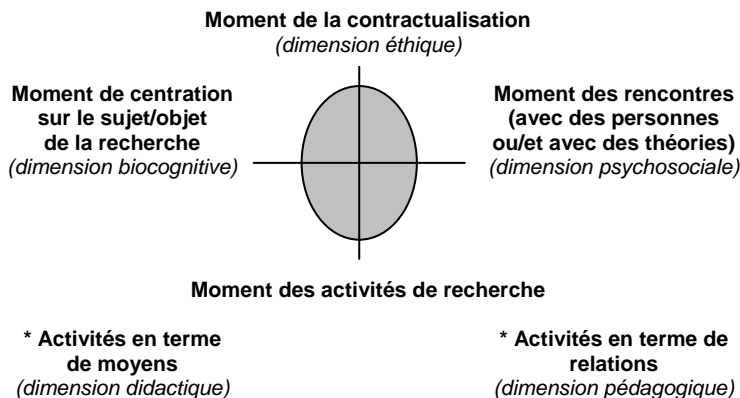 Moment de la contractualisation
(dimension éthique)
Moment de centration
sur le sujet/objet
de la recherche
(dimension biocognitive)
Moment des rencontres
(avec des personnes
ou/et avec des théories)
(dimension psychosociale)
Moment des activités de recherche
* Activités en terme
de moyens
(dimension didactique)
* Activités en terme de
relations
(dimension pédagogique)